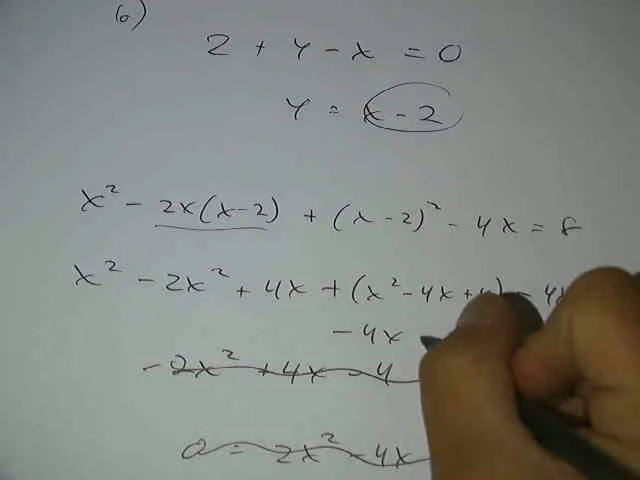 6)
2 + y - x = 0
y = x - 2
x² - 2x(x-2) + (x-2)² - 4x = 8
x² - 2x² + 4x + (x² - 4x + 4) - 4x
- 4x
- 2x² + 4x - 4
0 = 2x² - 4x